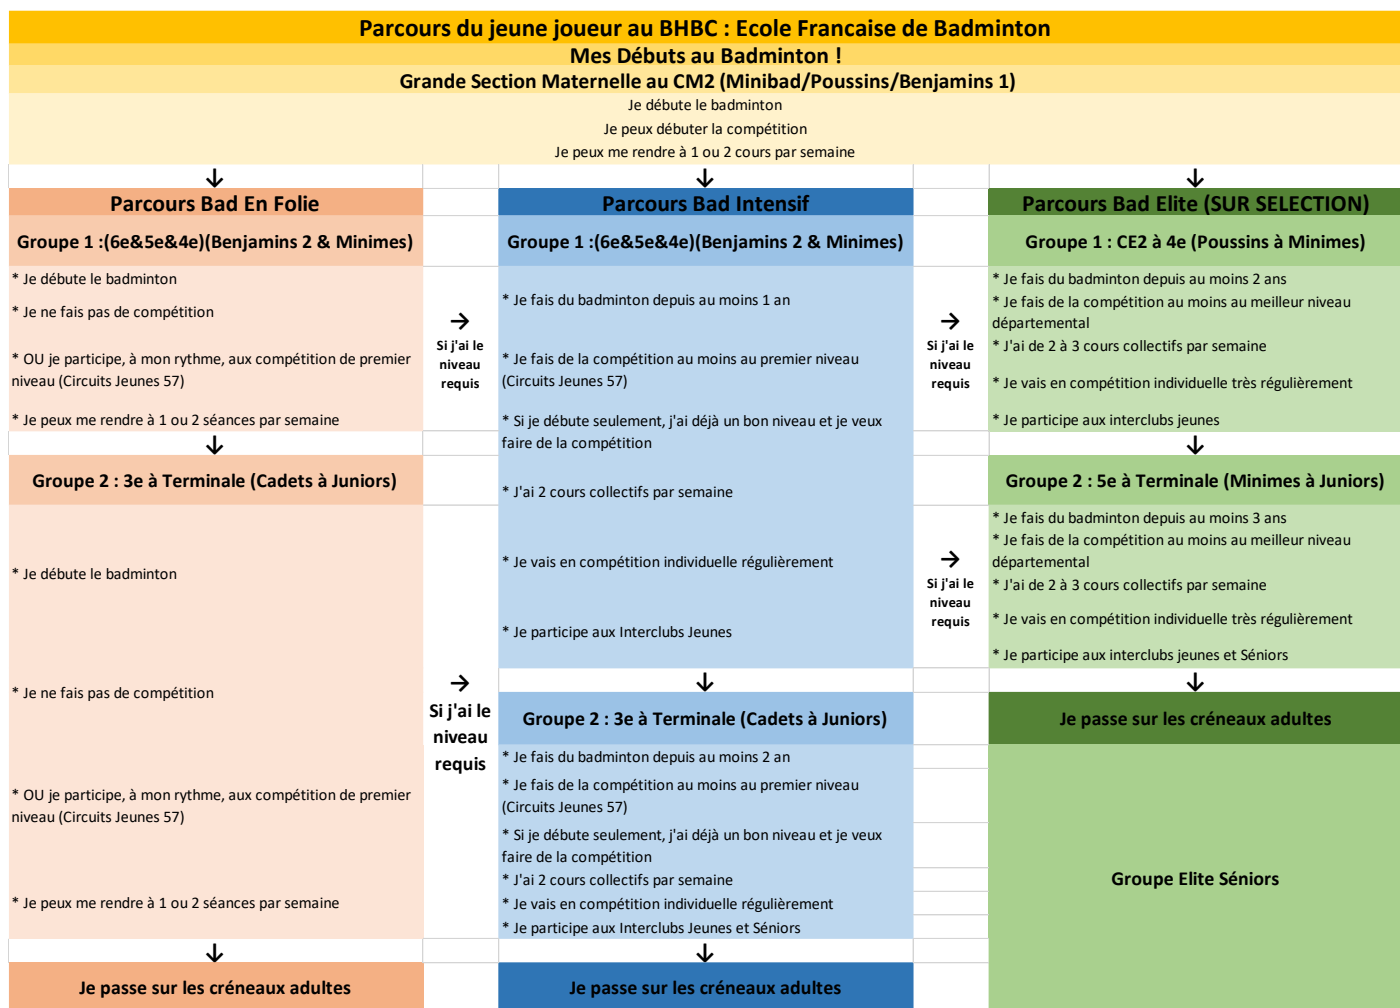 Parcours du jeune joueur au BHBC : Ecole Francaise de Badminton
Mes Débuts au Badminton !
Grande Section Maternelle au CM2 (Minibad/Poussins/Benjamins 1)
Je débute le badminton
Je peux débuter la compétition
Je peux me rendre à 1 ou 2 cours par semaine
↓
↓
↓
Parcours Bad En Folie
Groupe 1 :(6e&5e&4e)(Benjamins 2 & Minimes)
* Je débute le badminton
* Je ne fais pas de compétition
* OU je participe, à mon rythme, aux compétition de premier
niveau (Circuits Jeunes 57)
* Je peux me rendre à 1 ou 2 séances par semaine
↓
Groupe 2 : 3e à Terminale (Cadets à Juniors)
* Je débute le badminton
* Je ne fais pas de compétition
* OU je participe, à mon rythme, aux compétition de premier
niveau (Circuits Jeunes 57)
* Je peux me rendre à 1 ou 2 séances par semaine
↓
Je passe sur les créneaux adultes
→
Si j'ai le
niveau
requis
→
Si j'ai le
niveau
requis
Parcours Bad Intensif
Groupe 1 :(6e&5e&4e)(Benjamins 2 & Minimes)
* Je fais du badminton depuis au moins 1 an
* Je fais de la compétition au moins au premier niveau
(Circuits Jeunes 57)
* Si je débute seulement, j'ai déjà un bon niveau et je veux
faire de la compétition
* J'ai 2 cours collectifs par semaine
* Je vais en compétition individuelle régulièrement
* Je participe aux Interclubs Jeunes
↓
Groupe 2 : 3e à Terminale (Cadets à Juniors)
* Je fais du badminton depuis au moins 2 an
* Je fais de la compétition au moins au premier niveau
(Circuits Jeunes 57)
* Si je débute seulement, j'ai déjà un bon niveau et je veux
faire de la compétition
* J'ai 2 cours collectifs par semaine
* Je vais en compétition individuelle régulièrement
* Je participe aux Interclubs Jeunes et Séniors
↓
Je passe sur les créneaux adultes
→
Si j'ai le
niveau
requis
→
Si j'ai le
niveau
requis
Parcours Bad Elite (SUR SELECTION)
Groupe 1 : CE2 à 4e (Poussins à Minimes)
* Je fais du badminton depuis au moins 2 ans
* Je fais de la compétition au moins au meilleur niveau
départemental
* J'ai de 2 à 3 cours collectifs par semaine
* Je vais en compétition individuelle très régulièrement
* Je participe aux interclubs jeunes
↓
Groupe 2 : 5e à Terminale (Minimes à Juniors)
* Je fais du badminton depuis au moins 3 ans
* Je fais de la compétition au moins au meilleur niveau
départemental
* J'ai de 2 à 3 cours collectifs par semaine
* Je vais en compétition individuelle très régulièrement
* Je participe aux interclubs jeunes et Séniors
↓
Je passe sur les créneaux adultes
Groupe Elite Séniors